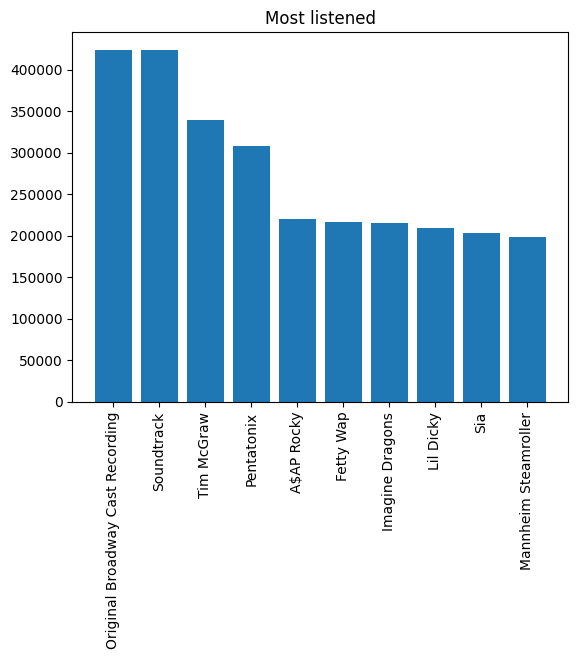 Most listened
400000
350000
300000
250000
200000
150000
100000
50000
0
Original Broadway Cast Recording
Soundtrack
Tim McGraw
Pentatonix
A$AP Rocky
Fetty Wap
Imagine Dragons
Lil Dicky
Sia
Mannheim Steamroller